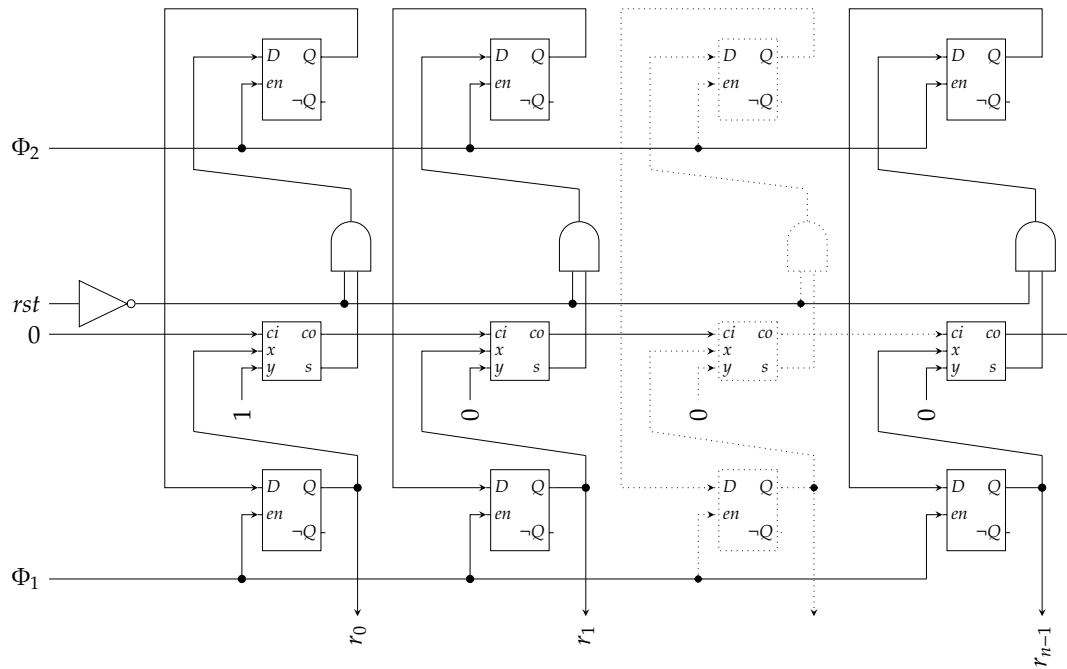 D Q D Q D Q D Q
en en en en
¬Q ¬Q ¬Q ¬Q
Φ2
rst
0 ci co ci co ci co ci co
x x x x
y s y s y s y s
1 0 0 0
D Q D Q D Q D Q
en en en en
¬Q ¬Q ¬Q ¬Q
Φ1
r0 r1 rn−1